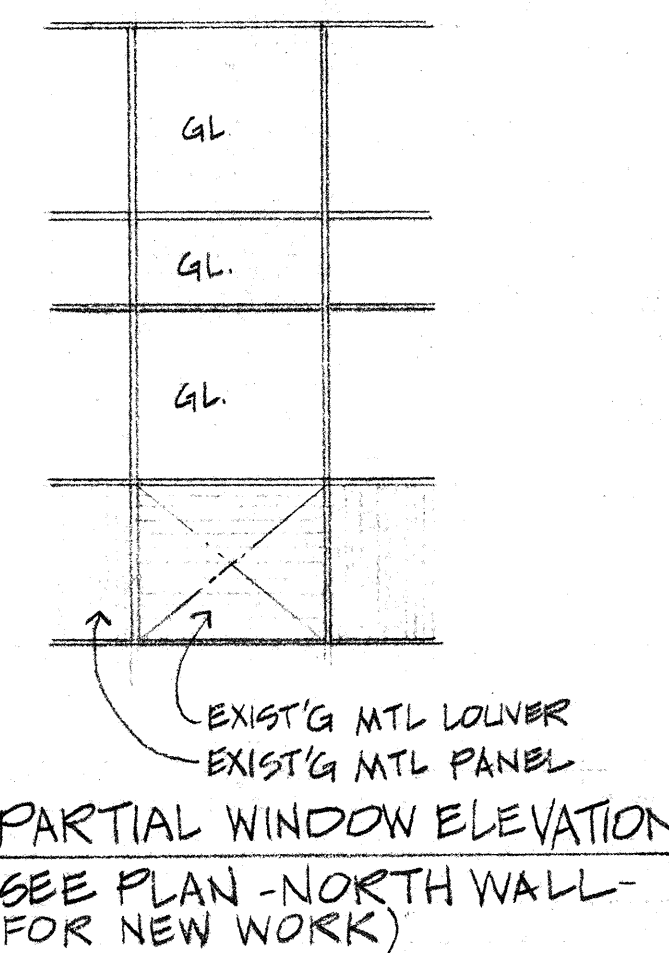 GL
GL.
GL.
EXIST'G MTL LOUVER
EXIST'G MTL PANEL
PARTIAL WINDOW ELEVATION
SEE PLAN - NORTH WALL -
FOR NEW WORK)